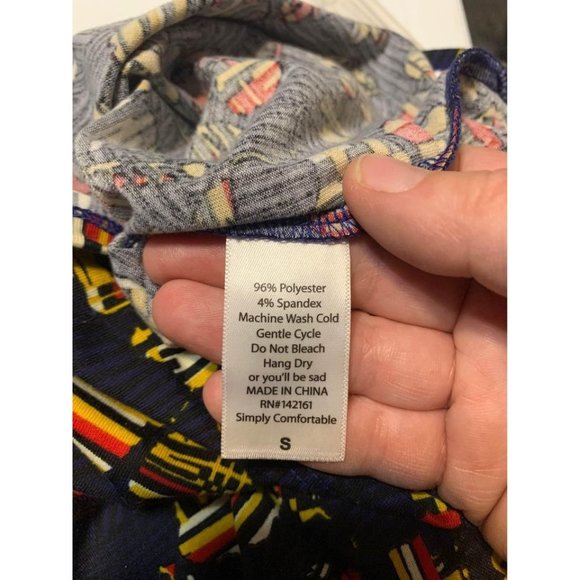 96% Polyester
4% Spandex
Machine Wash Cold
Gentle Cycle
Do Not Bleach
Hang Dry
or you'll be sad
MADE IN CHINA
RN#142161
Simply Comfortable
S